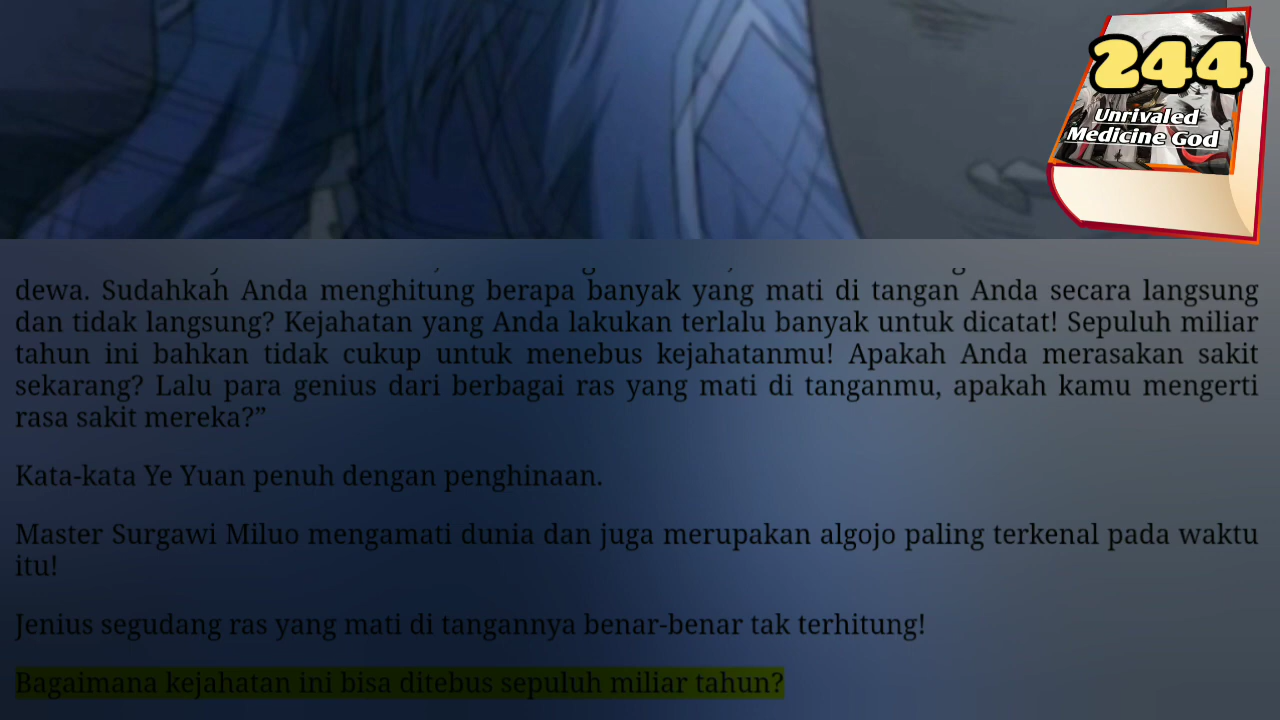 244
Unrivaled
Medicine God
dewa. Sudahkah Anda menghitung berapa banyak yang mati di tangan Anda secara langsung
dan tidak langsung? Kejahatan yang Anda lakukan terlalu banyak untuk dicatat! Sepuluh miliar
tahun ini bahkan tidak cukup untuk menebus kejahatanmu! Apakah Anda merasakan sakit
sekarang? Lalu para genius dari berbagai ras yang mati di tanganmu, apakah kamu mengerti
rasa sakit mereka?”
Kata-kata Ye Yuan penuh dengan penghinaan.
Master Surgawi Miluo mengamati dunia dan juga merupakan algojo paling terkenal pada waktu
itu!
Jenius segudang ras yang mati di tangannya benar-benar tak terhitung!
Bagaimana kejahatan ini bisa ditebus sepuluh miliar tahun?